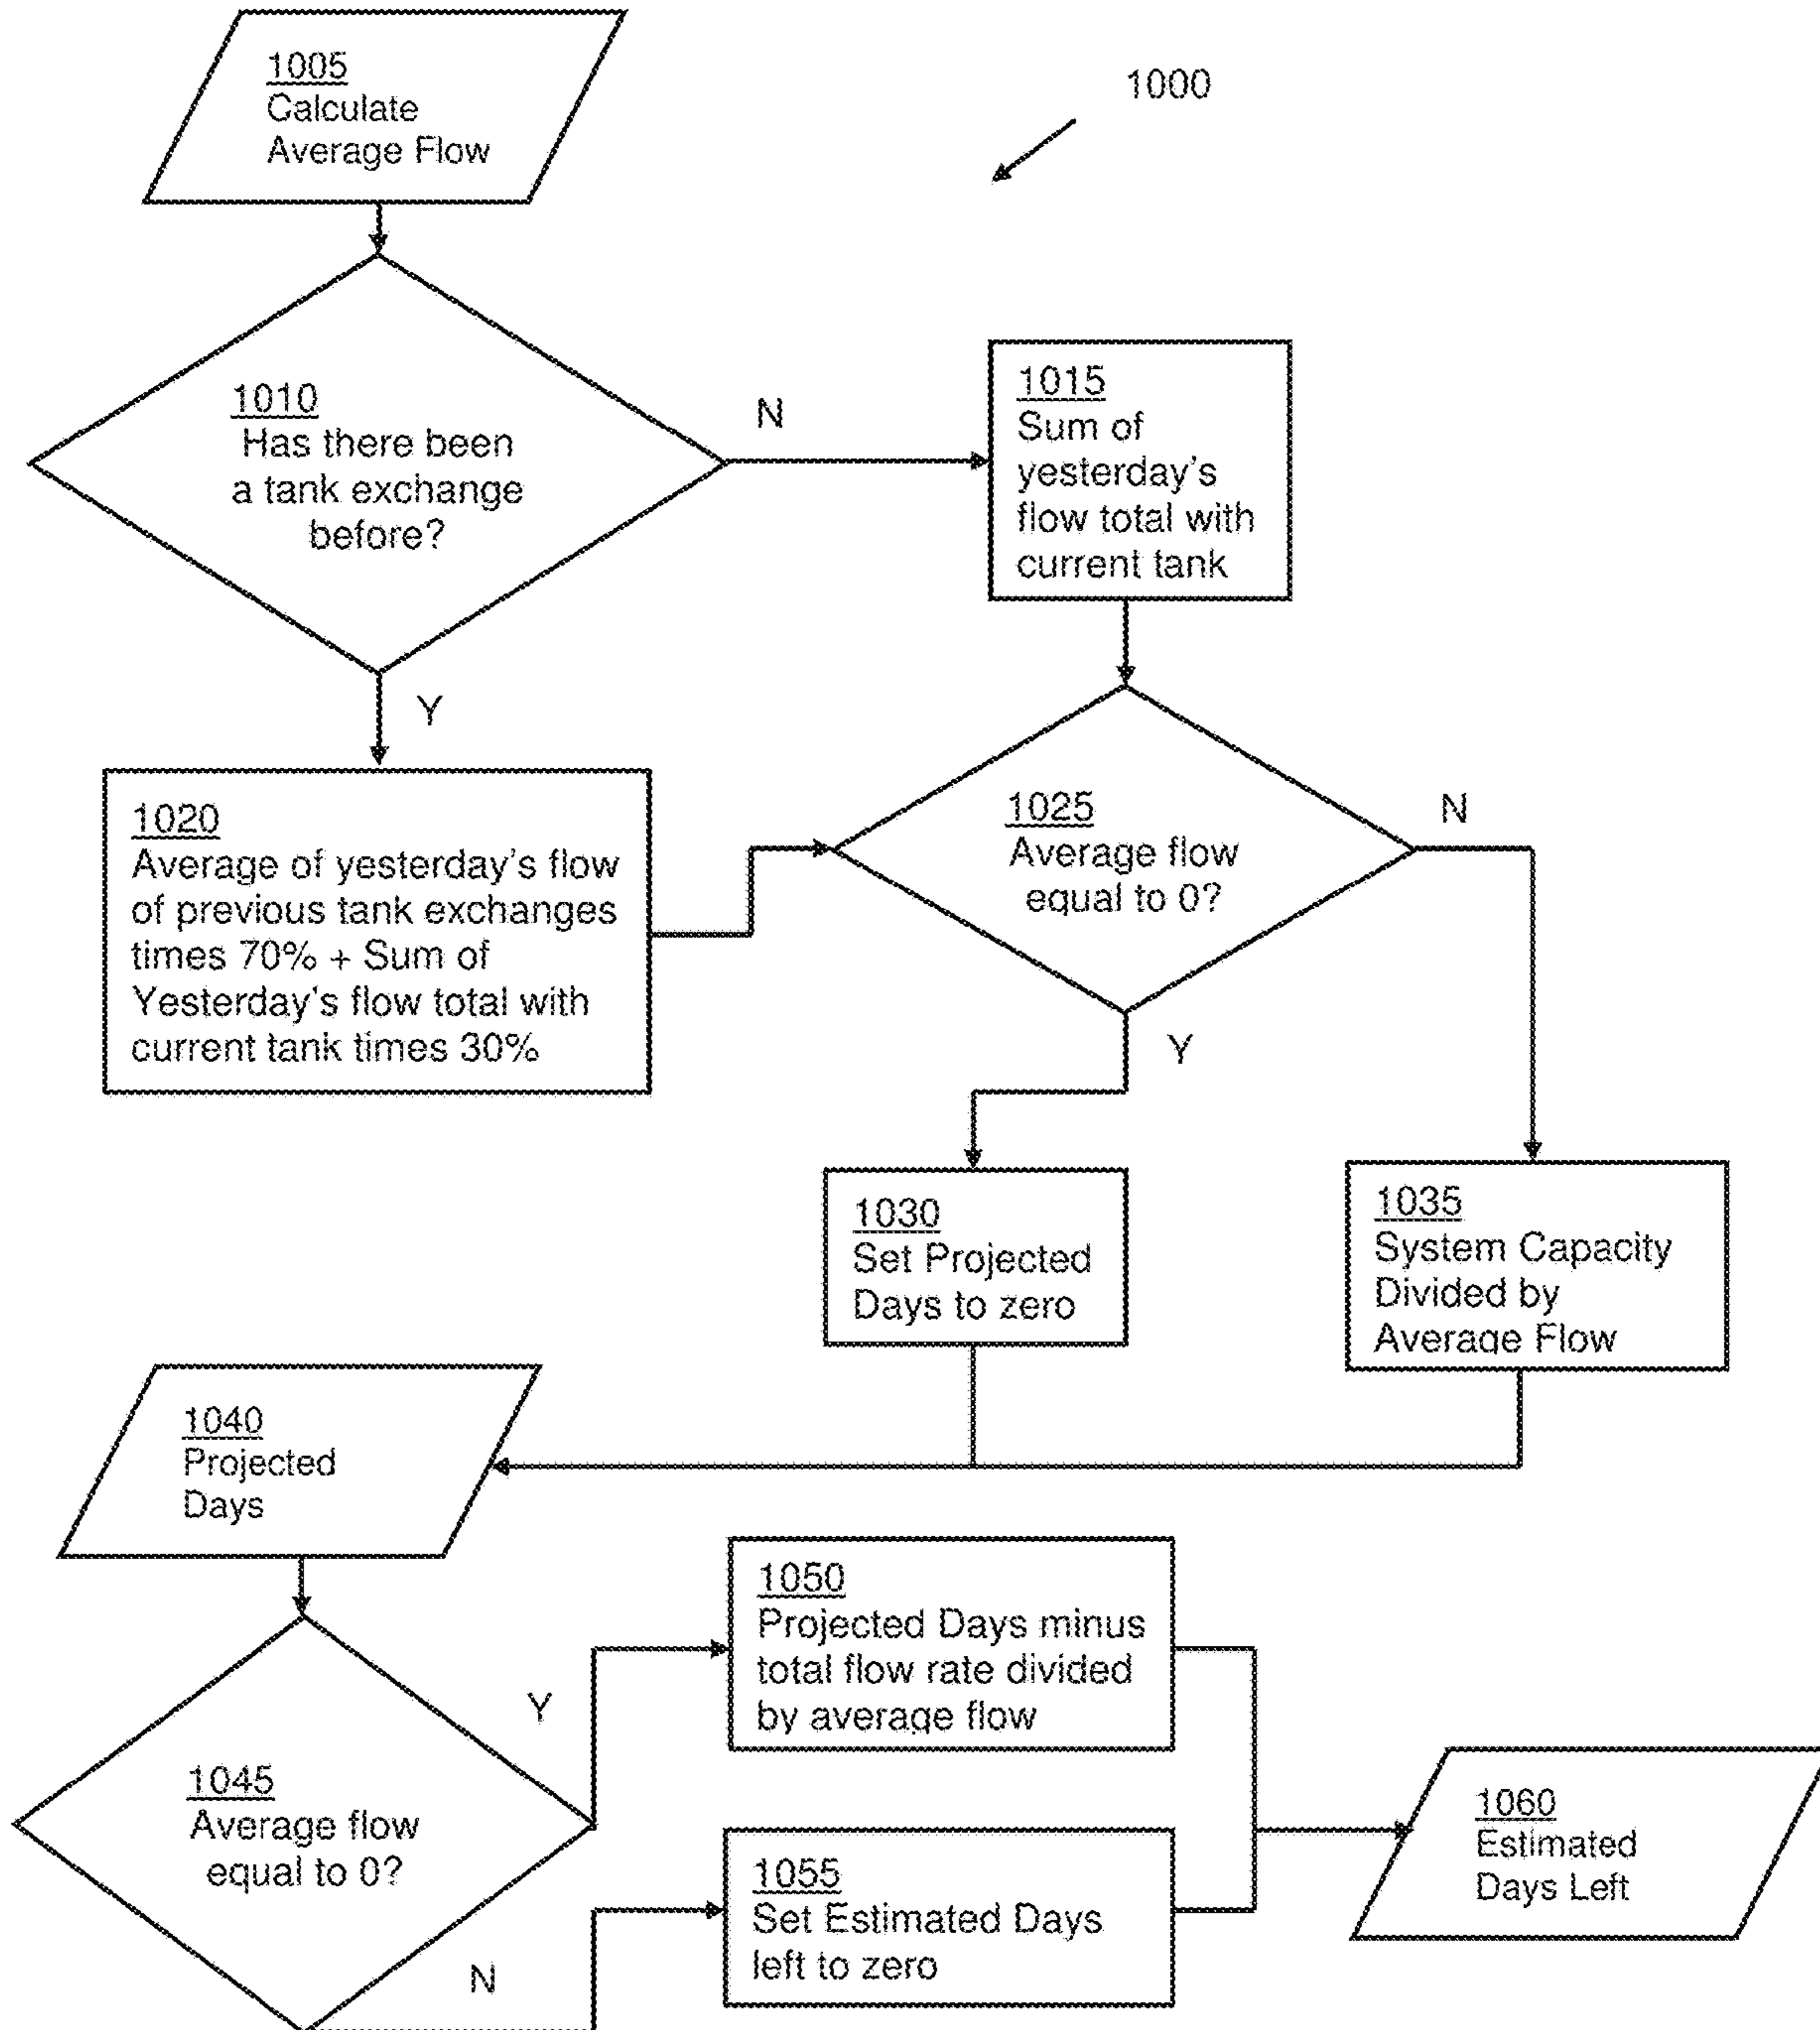 1005
Calculate
Average Flow
1000
1010
Has there been
a tank exchange
before?
N
1015
Sum of
yesterday's
flow total with
current tank
Y
1020
Average of yesterday's flow
of previous tank exchanges
times 70% + Sum of
Yesterday's flow total with
current tank times 30%
1025
Average flow
equal to 0?
N
Y
1030
Set Projected
Days to zero
1035
System Capacity
Divided by
Average Flow
1040
Projected
Days
1045
Average flow
equal to 0?
Y
1050
Projected Days minus
total flow rate divided
by average flow
N
1055
Set Estimated Days
left to zero
1060
Estimated
Days Left